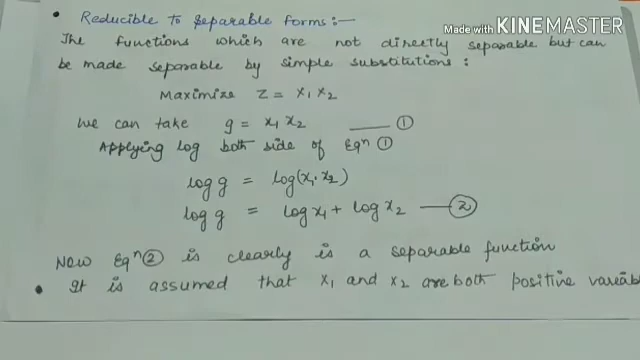 Made with KINEMASTER
• Reducible to separable forms:—
The functions which are not directly separable but can
be made separable by simple substitutions:
Maximize Z = x₁ x₂
We can take g = x₁ x₂ —— ①
Applying log both side of Eqⁿ ①
log g = log(x₁·x₂)
log g = log x₁ + log x₂ —— ②
Now Eqⁿ ② is clearly is a separable function
• It is assumed that x₁ and x₂ are both positive variabl